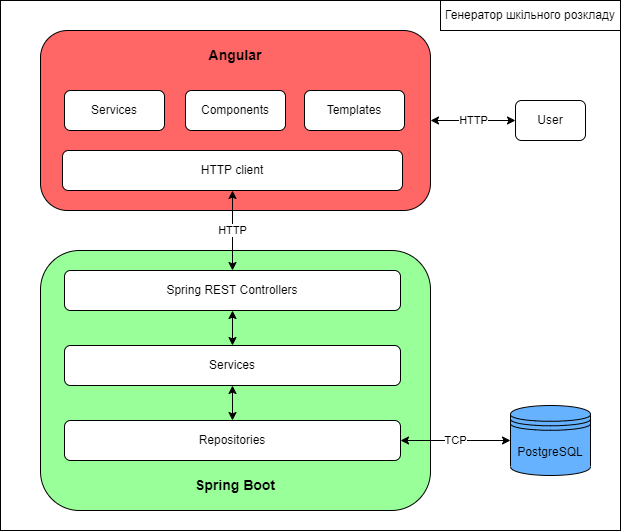 Генератор шкільного розкладу
Angular
Services
Components
Templates
HTTP
User
HTTP client
HTTP
Spring REST Controllers
Services
Repositories
TCP
PostgreSQL
Spring Boot